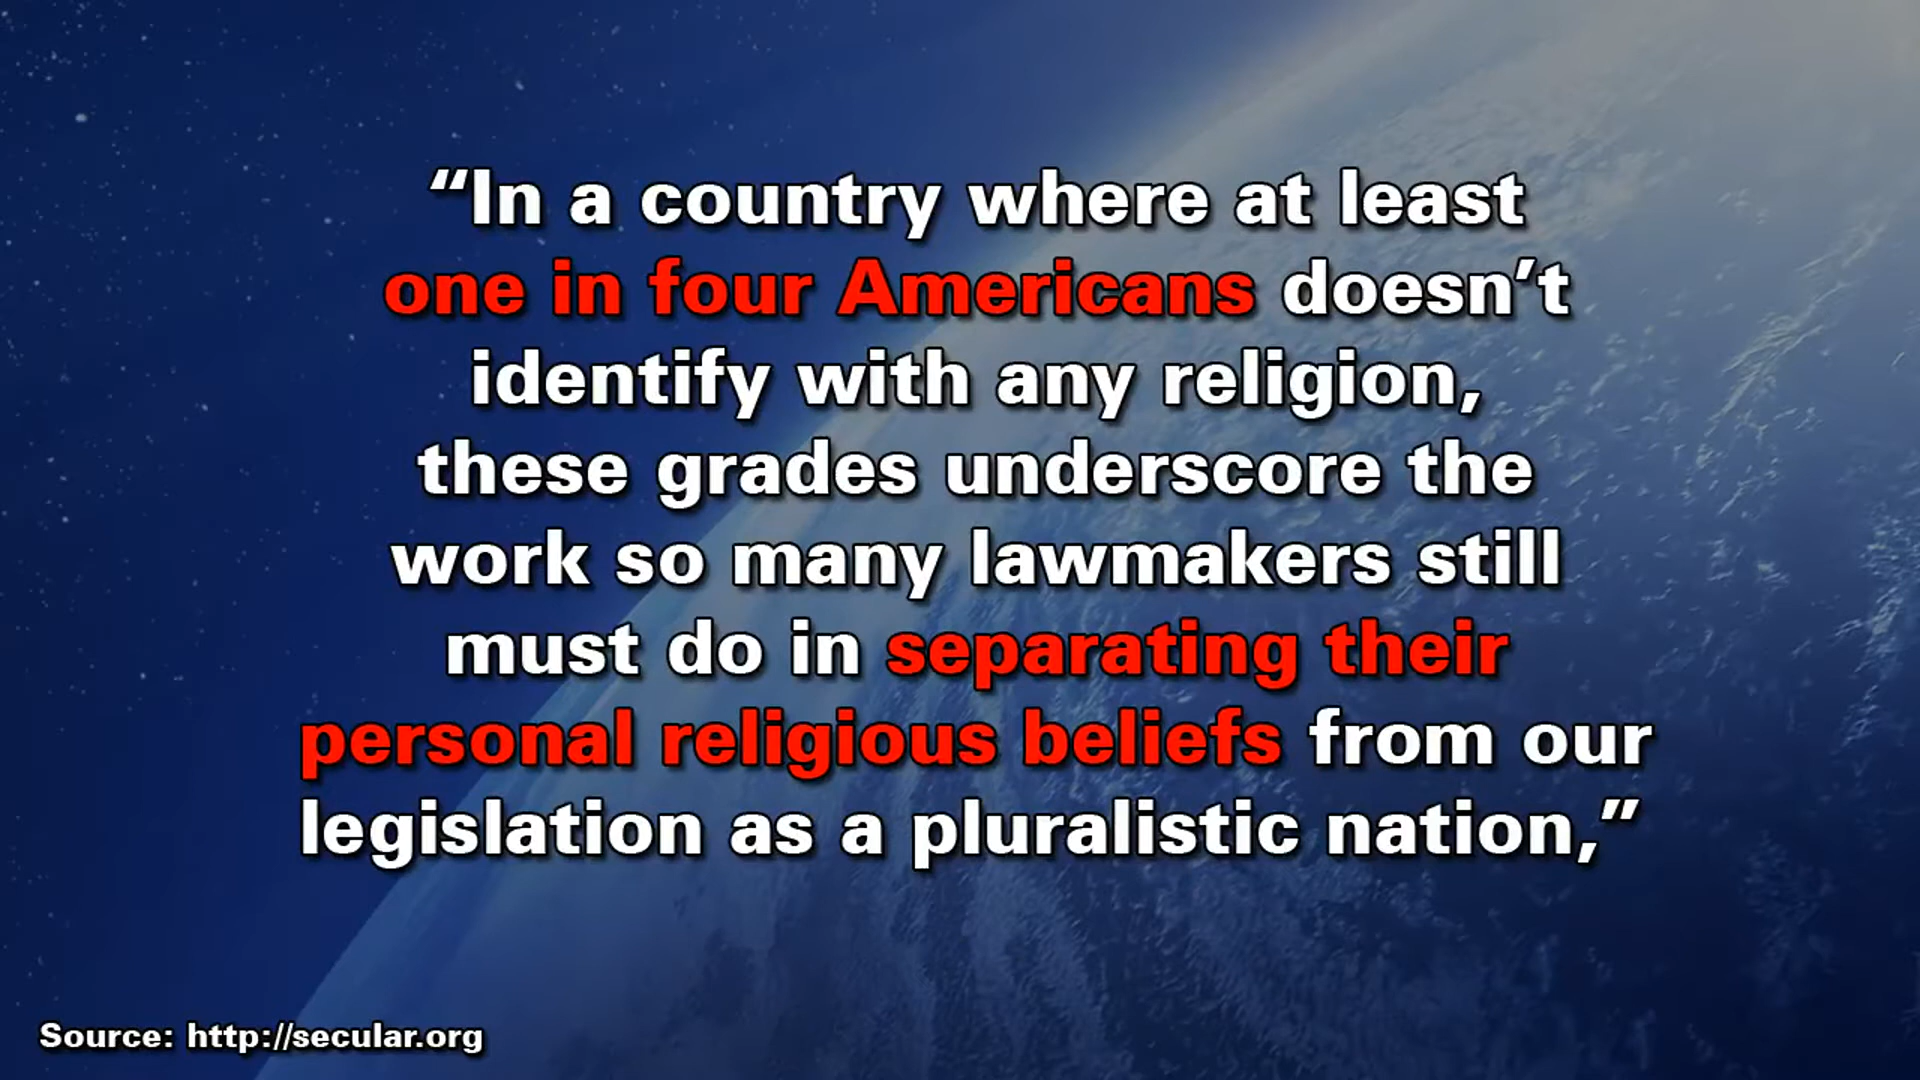 “In a country where at least
one in four Americans doesn’t
identify with any religion,
these grades underscore the
work so many lawmakers still
must do in separating their
personal religious beliefs from our
legislation as a pluralistic nation,”
Source: http://secular.org